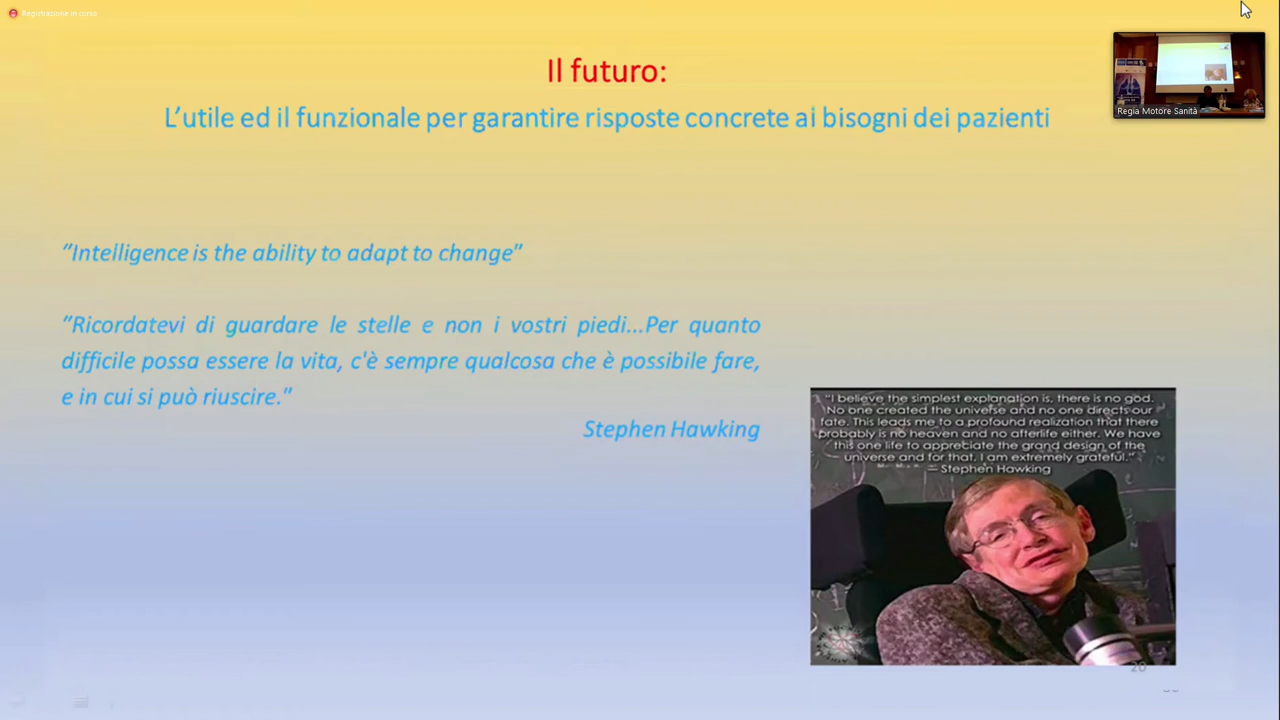 Registrazione in corso
Il futuro:
L'utile ed il funzionale per garantire risposte concrete ai bisogni dei pazienti
Regia Motore Sanità
"Intelligence is the ability to adapt to change"
"Ricordatevi di guardare le stelle e non i vostri piedi...Per quanto
difficile possa essere la vita, c'è sempre qualcosa che è possibile fare,
e in cui si può riuscire."
Stephen Hawking
"I believe the simplest explanation is, there is no god.
No one created the universe and no one directs our
fate. This leads me to a profound realization that there
probably is no heaven and no afterlife either. We have
this one life to appreciate the grand design of the
universe and for that, I am extremely grateful."
– Stephen Hawking
20